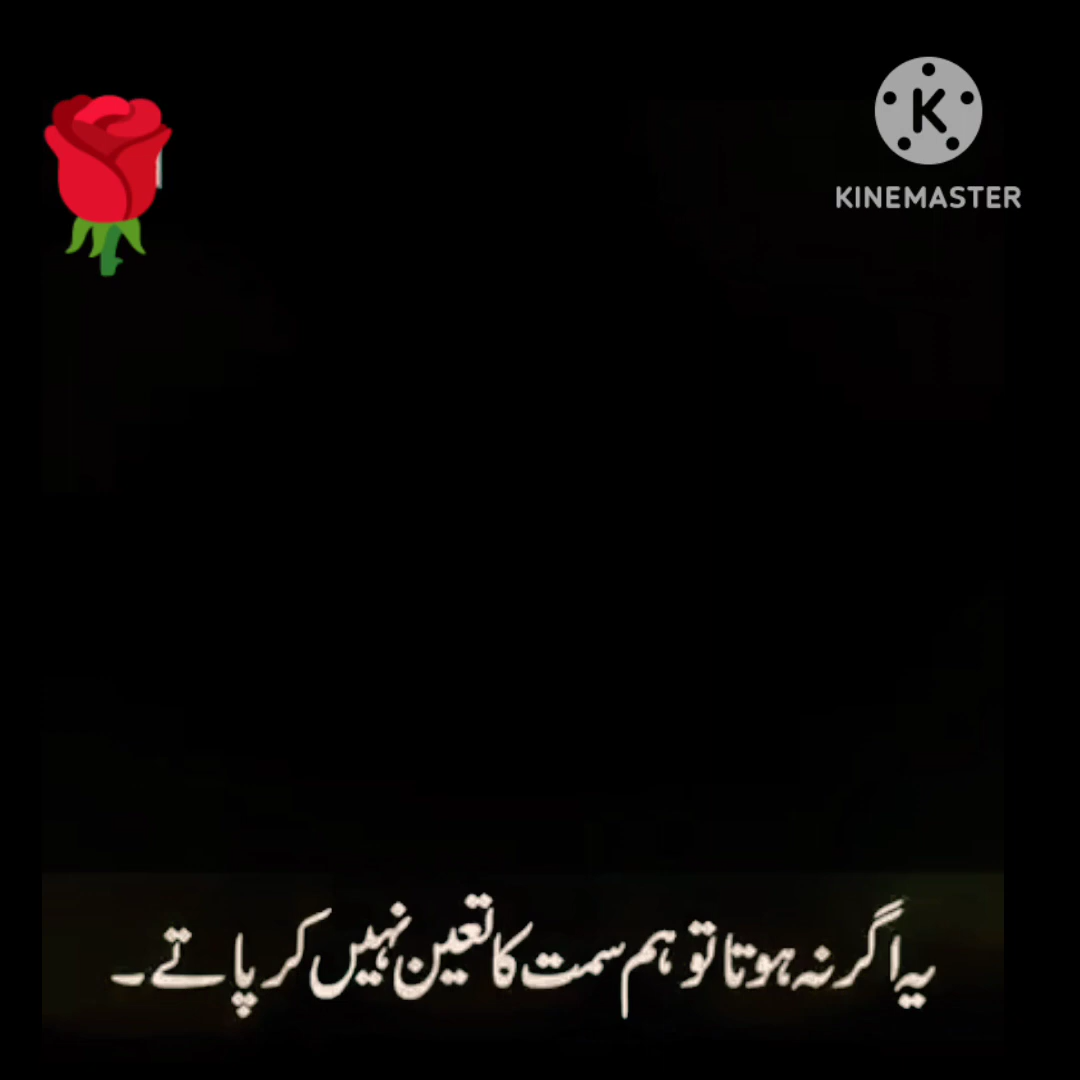 KINEMASTER
یہ اگر نہ ہوتا تو ہم سمت کا تعین نہیں کر پاتے۔